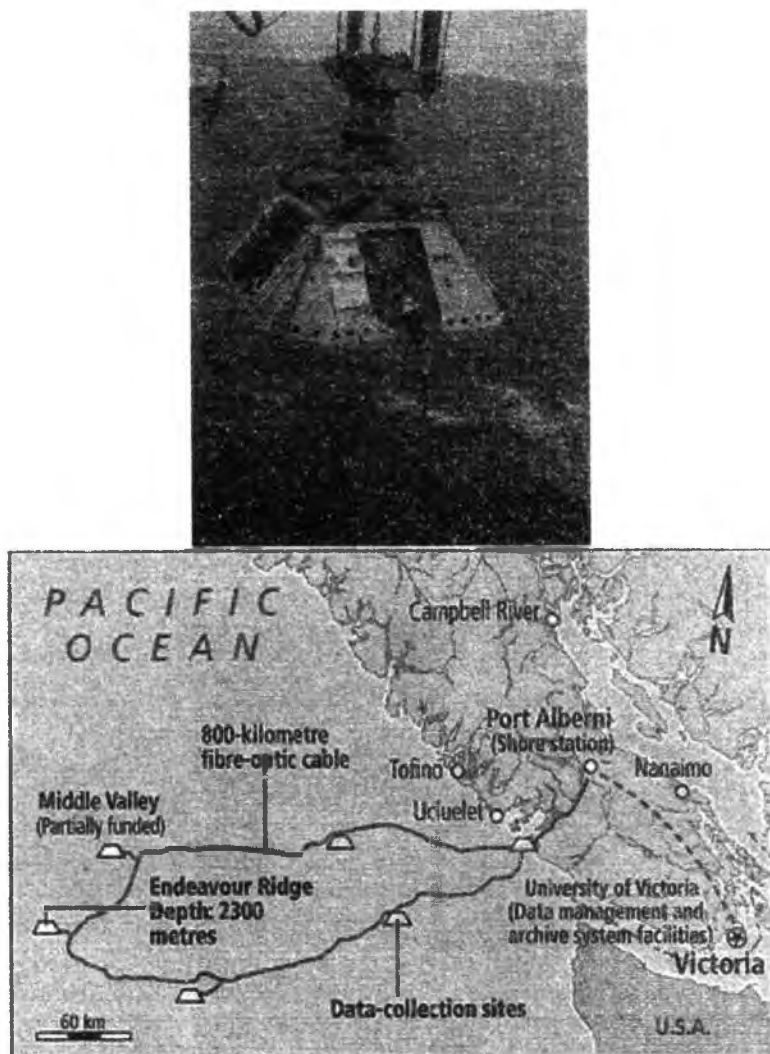 PACIFIC
OCEAN
Campbell River
N
800-kilometre
fibre-optic cable
Port Alberni
(Shore station)
Tofino
Nanaimo
Ucluelet
Middle Valley
(Partially funded)
Endeavour Ridge
Depth: 2300
metres
University of Victoria
(Data management and
archive system facilities)
Victoria
Data-collection sites
60 km
U.S.A.